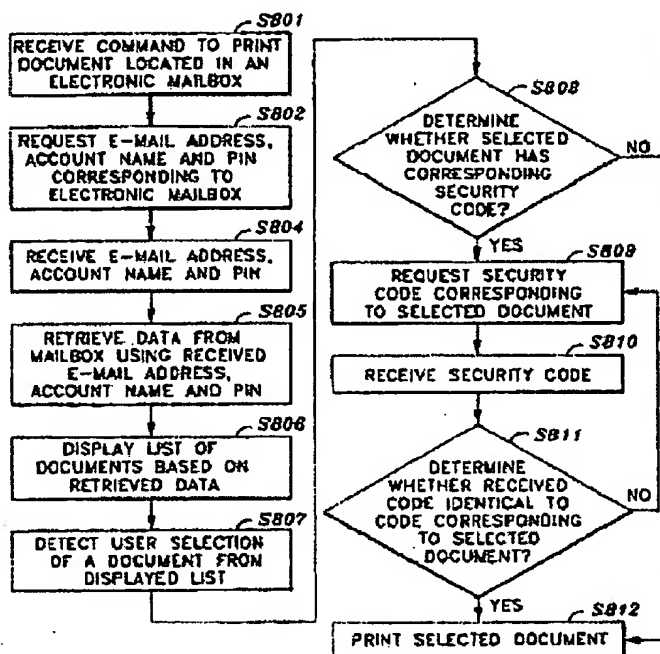 S801
RECEIVE COMMAND TO PRINT
DOCUMENT LOCATED IN AN
ELECTRONIC MAILBOX
S802
REQUEST E-MAIL ADDRESS,
ACCOUNT NAME AND PIN
CORRESPONDING TO
ELECTRONIC MAILBOX
S804
RECEIVE E-MAIL ADDRESS,
ACCOUNT NAME AND PIN
S805
RETRIEVE DATA FROM
MAILBOX USING RECEIVED
E-MAIL ADDRESS,
ACCOUNT NAME AND PIN
S806
DISPLAY LIST OF
DOCUMENTS BASED ON
RETRIEVED DATA
S807
DETECT USER SELECTION
OF A DOCUMENT FROM
DISPLAYED LIST
S808
DETERMINE
WHETHER SELECTED
DOCUMENT HAS
CORRESPONDING
SECURITY
CODE?
NO
YES
S809
REQUEST SECURITY
CODE CORRESPONDING
TO SELECTED DOCUMENT
S810
RECEIVE SECURITY CODE
S811
DETERMINE
WHETHER RECEIVED
CODE IDENTICAL TO
CODE CORRESPONDING
TO SELECTED
DOCUMENT?
NO
YES
S812
PRINT SELECTED DOCUMENT